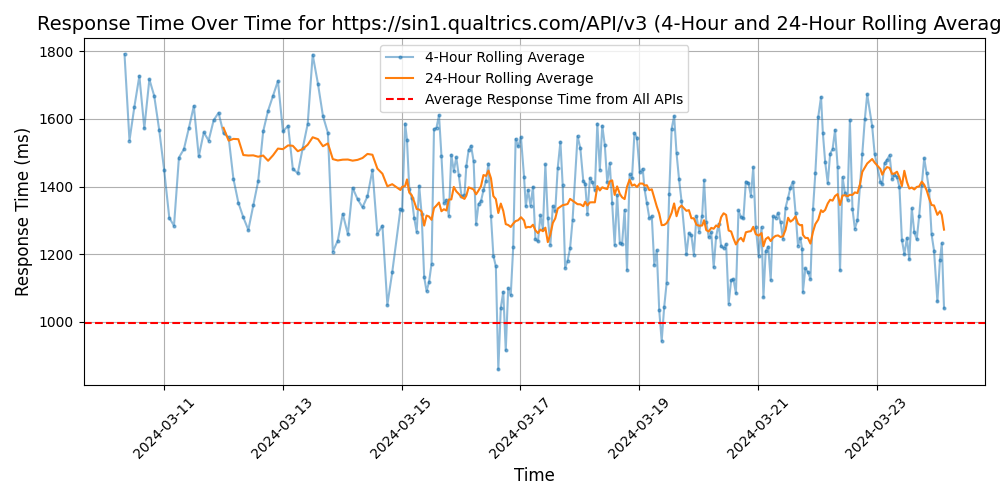 Response Time Over Time for https://sin1.qualtrics.com/API/v3 (4-Hour and 24-Hour Rolling Averag
4-Hour Rolling Average
24-Hour Rolling Average
Average Response Time from All APIs
Response Time (ms)
1800
1600
1400
1200
1000
2024-03-11
2024-03-13
2024-03-15
2024-03-17
2024-03-19
2024-03-21
2024-03-23
Time